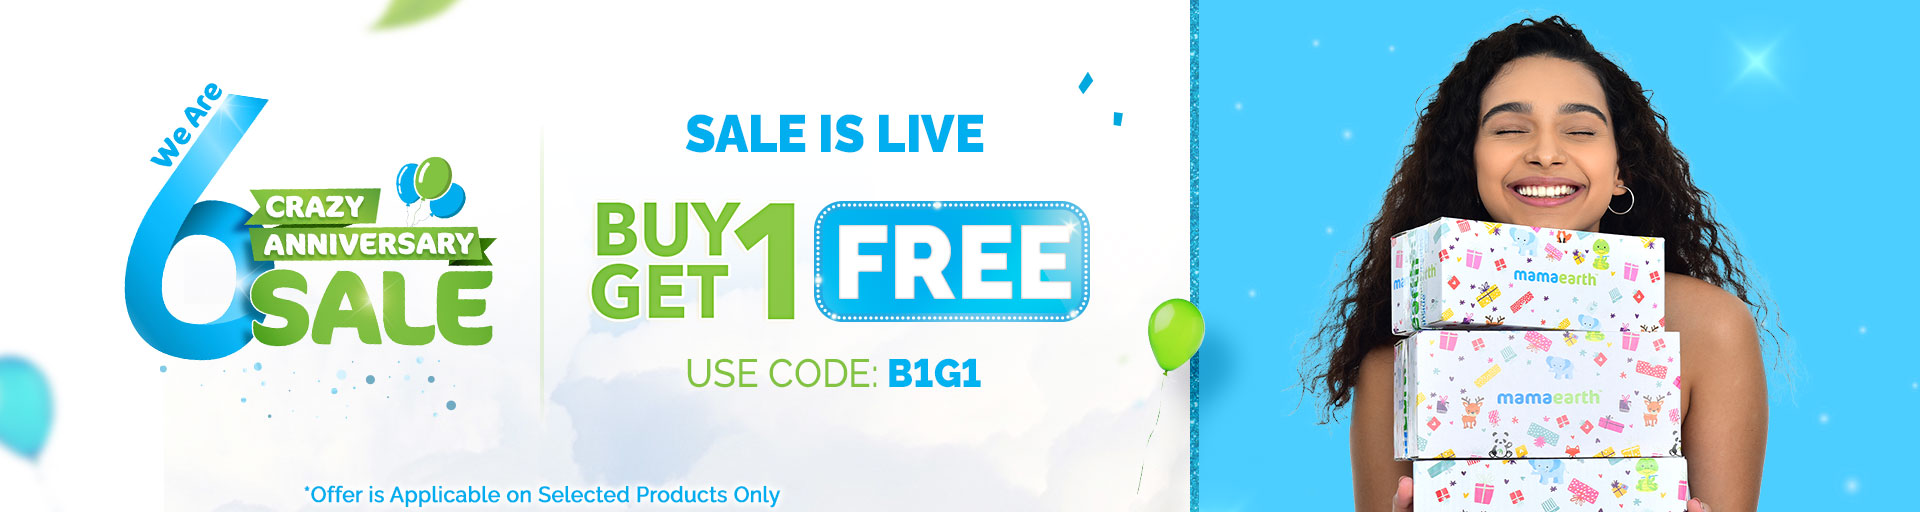 We Are
6
CRAZY
ANNIVERSARY
SALE
SALE IS LIVE
BUY 1
GET 1
FREE
USE CODE: B1G1
*Offer is Applicable on Selected Products Only
mamaearth
mamaearth